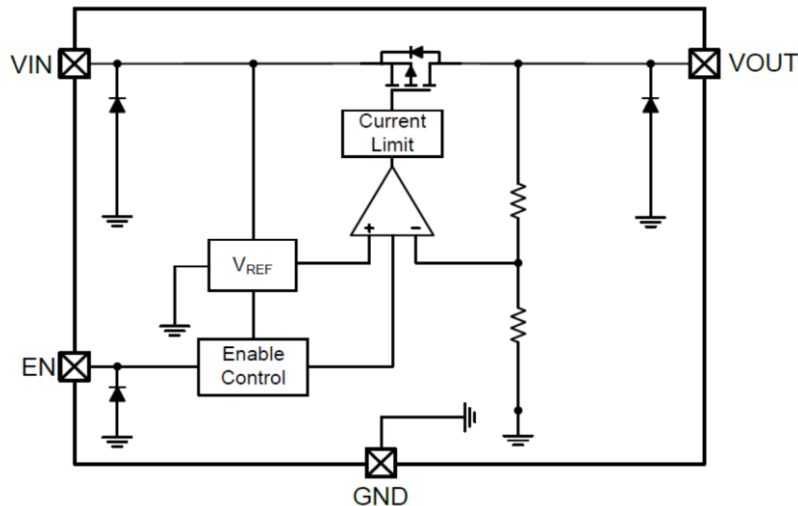 VIN
VOUT
Current
Limit
+ −
VREF
EN
Enable
Control
GND